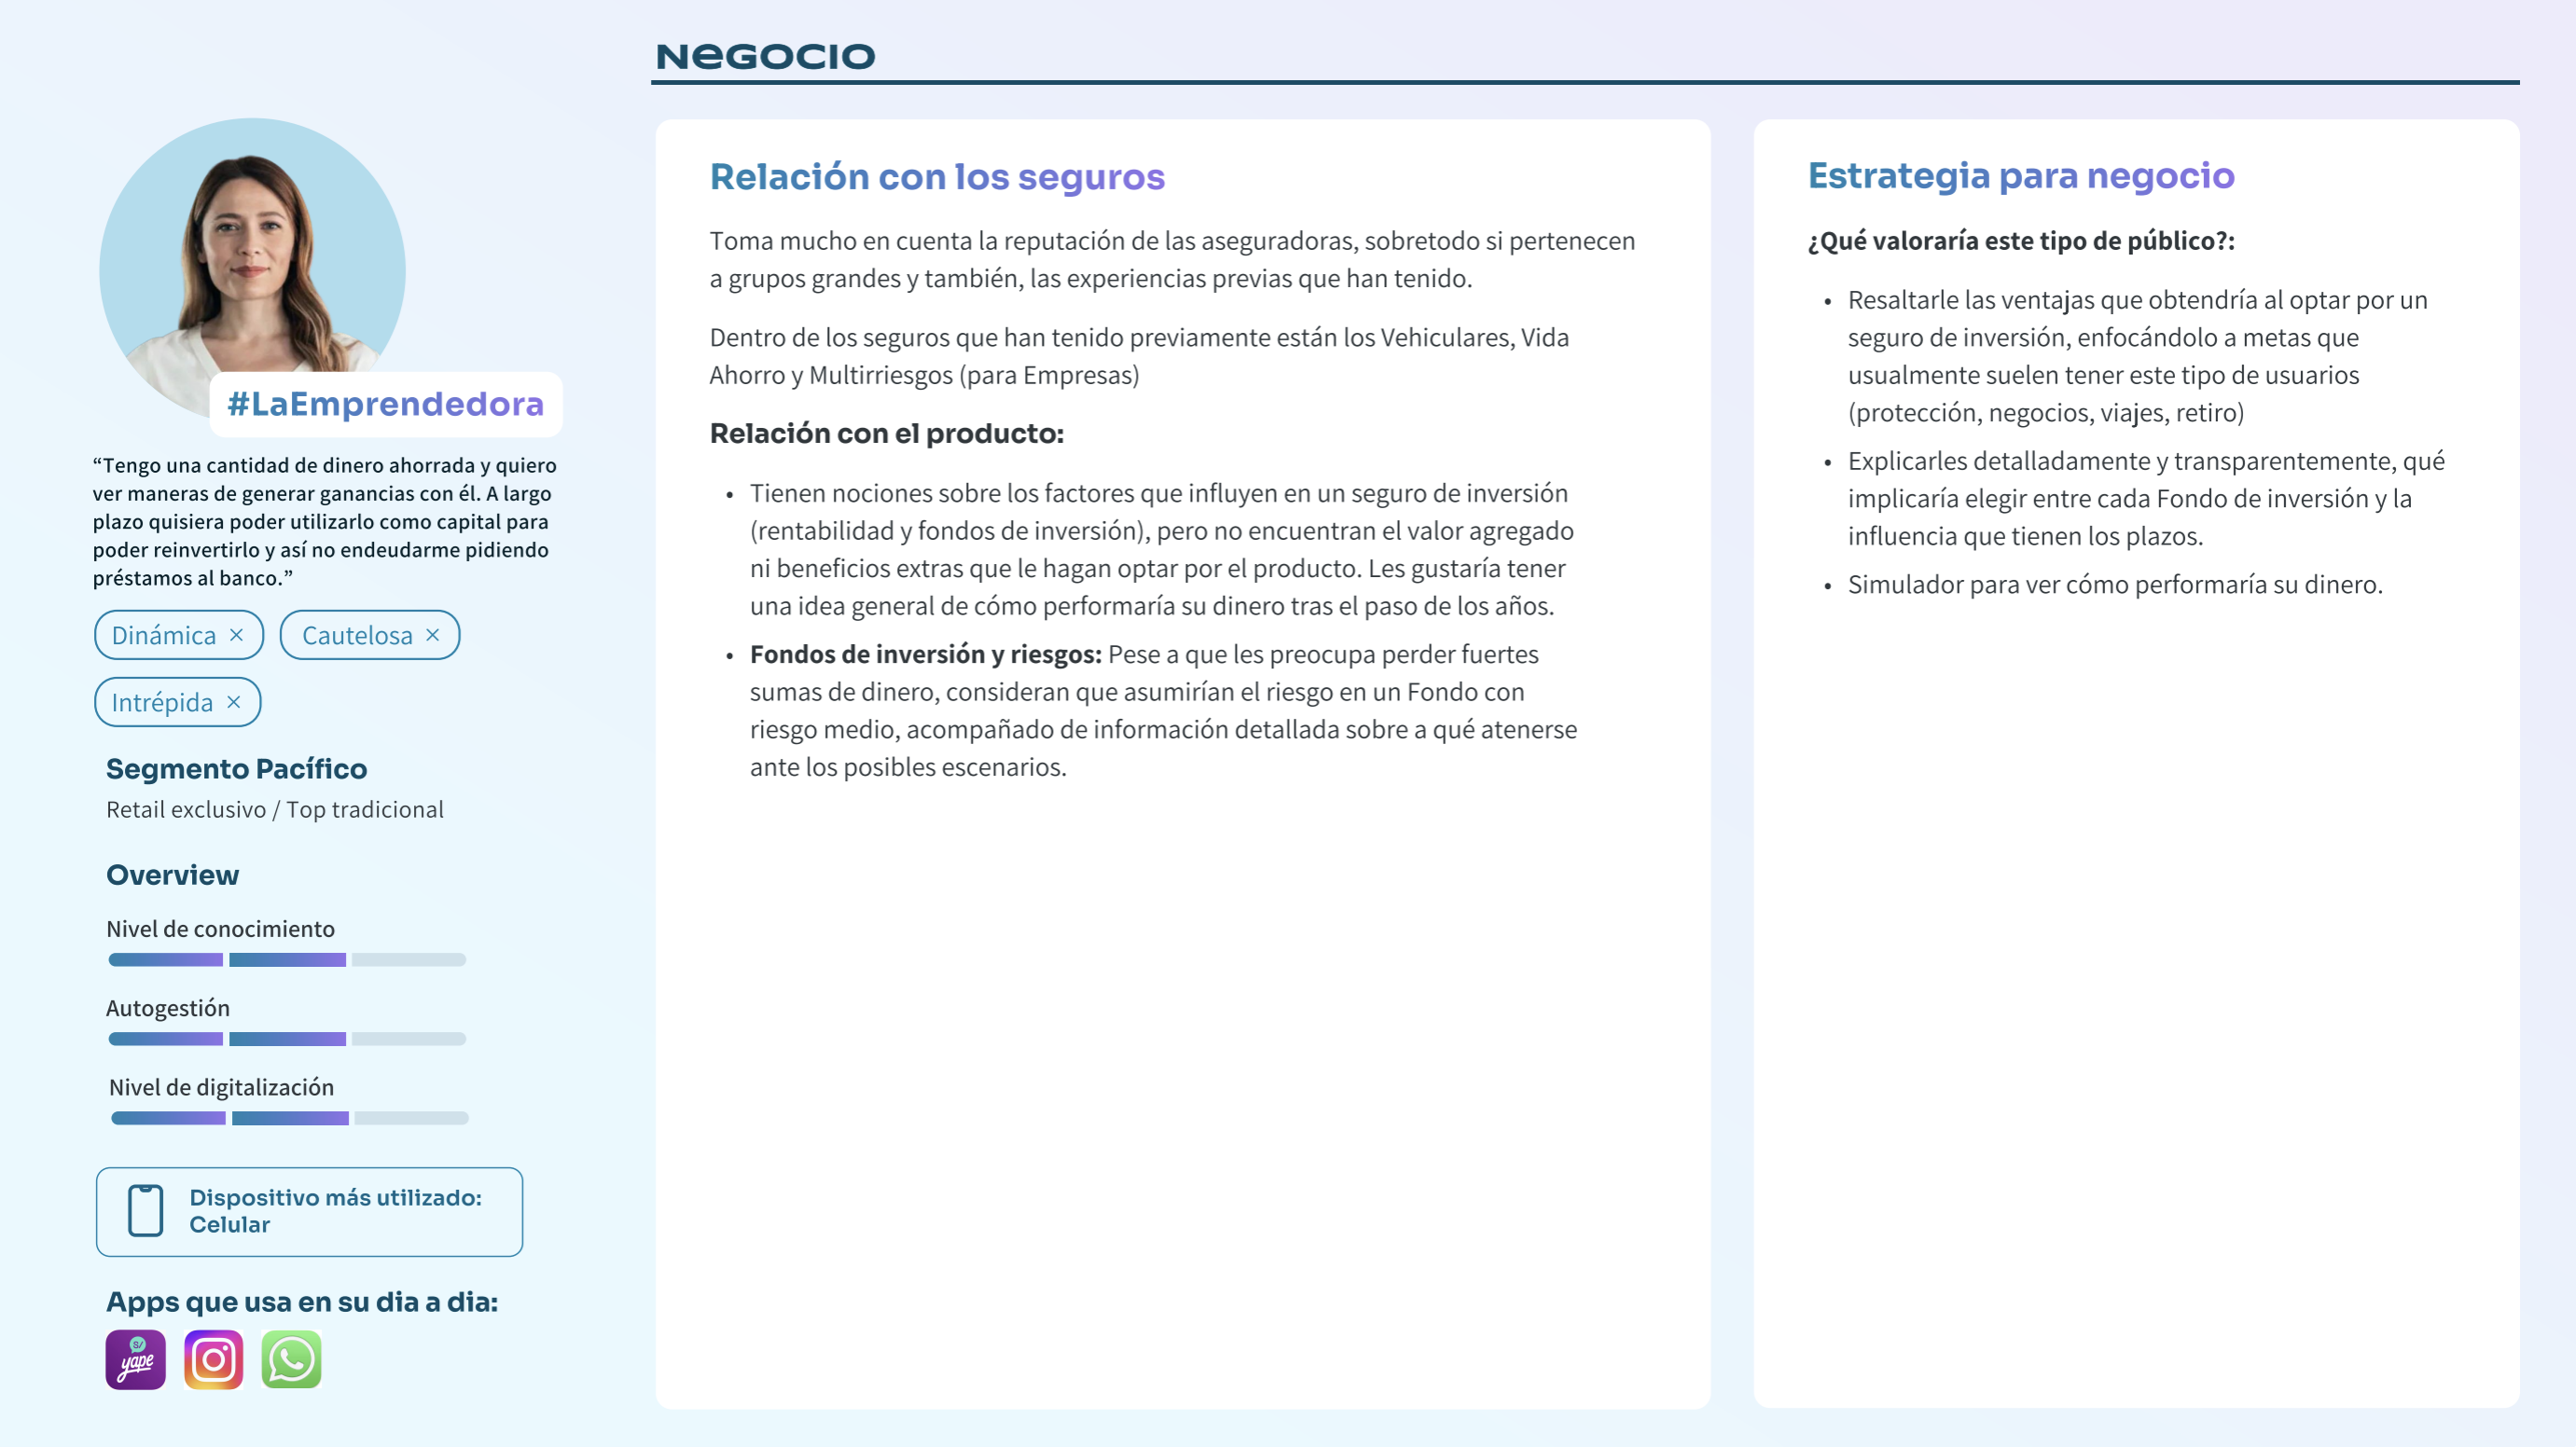 Negocio
#LaEmprendedora
“Tengo una cantidad de dinero ahorrada y quiero
ver maneras de generar ganancias con él. A largo
plazo quisiera poder utilizarlo como capital para
poder reinvertirlo y así no endeudarme pidiendo
préstamos al banco.”
Dinámica ×
Cautelosa ×
Intrépida ×
Segmento Pacífico
Retail exclusivo / Top tradicional
Overview
Nivel de conocimiento
Autogestión
Nivel de digitalización
Dispositivo más utilizado:
Celular
Apps que usa en su dia a dia:
S/
yape
Relación con los seguros
Toma mucho en cuenta la reputación de las aseguradoras, sobretodo si pertenecen
a grupos grandes y también, las experiencias previas que han tenido.
Dentro de los seguros que han tenido previamente están los Vehiculares, Vida
Ahorro y Multirriesgos (para Empresas)
Relación con el producto:
• Tienen nociones sobre los factores que influyen en un seguro de inversión
(rentabilidad y fondos de inversión), pero no encuentran el valor agregado
ni beneficios extras que le hagan optar por el producto. Les gustaría tener
una idea general de cómo performaría su dinero tras el paso de los años.
• Fondos de inversión y riesgos: Pese a que les preocupa perder fuertes
sumas de dinero, consideran que asumirían el riesgo en un Fondo con
riesgo medio, acompañado de información detallada sobre a qué atenerse
ante los posibles escenarios.
Estrategia para negocio
¿Qué valoraría este tipo de público?:
• Resaltarle las ventajas que obtendría al optar por un
seguro de inversión, enfocándolo a metas que
usualmente suelen tener este tipo de usuarios
(protección, negocios, viajes, retiro)
• Explicarles detalladamente y transparentemente, qué
implicaría elegir entre cada Fondo de inversión y la
influencia que tienen los plazos.
• Simulador para ver cómo performaría su dinero.